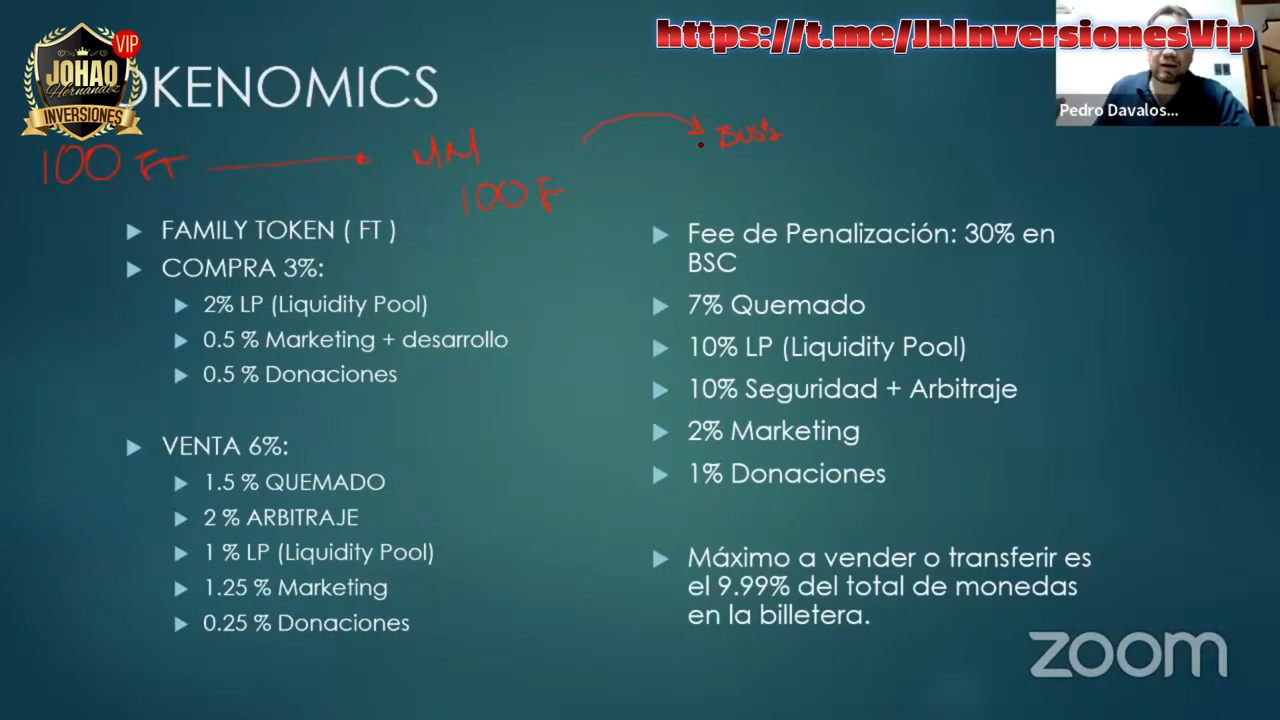 https://t.me/JhInversionesVip
VIP
JOHAO
Hernandez
INVERSIONES
OKENOMICS
Pedro Davalos...
100 FT
MM
100 F
FAMILY TOKEN ( FT )
COMPRA 3%:
2% LP (Liquidity Pool)
0.5 % Marketing + desarrollo
0.5 % Donaciones
VENTA 6%:
1.5 % QUEMADO
2 % ARBITRAJE
1 % LP (Liquidity Pool)
1.25 % Marketing
0.25 % Donaciones
Fee de Penalización: 30% en
BSC
7% Quemado
10% LP (Liquidity Pool)
10% Seguridad + Arbitraje
2% Marketing
1% Donaciones
Máximo a vender o transferir es
el 9.99% del total de monedas
en la billetera.
zoom